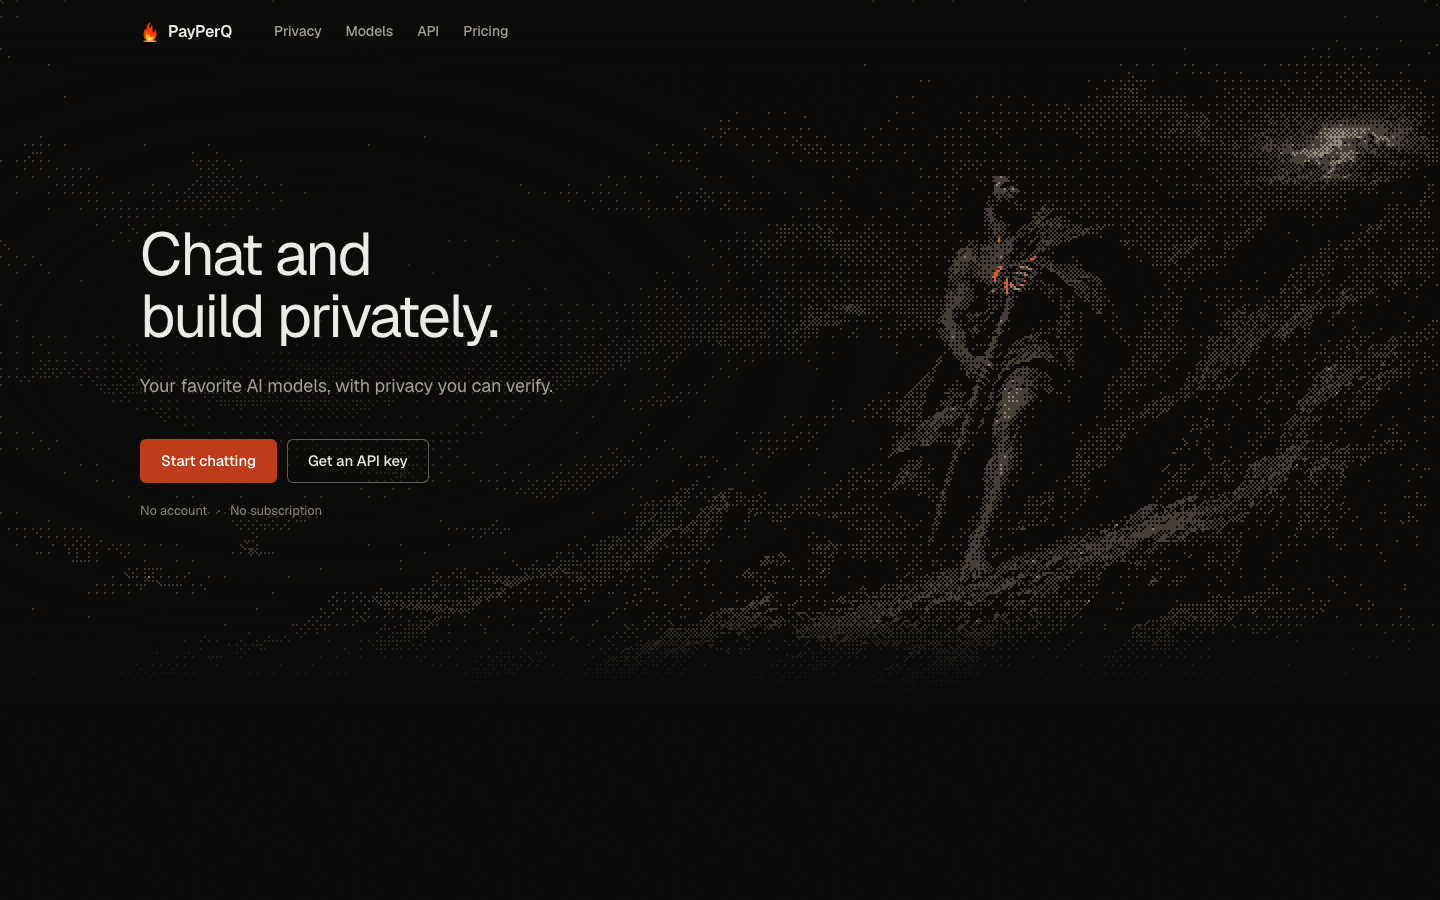 PayPerQ Privacy Models API Pricing
Chat and
build privately.
Your favorite AI models, with privacy you can verify.
Start chatting Get an API key
No account · No subscription